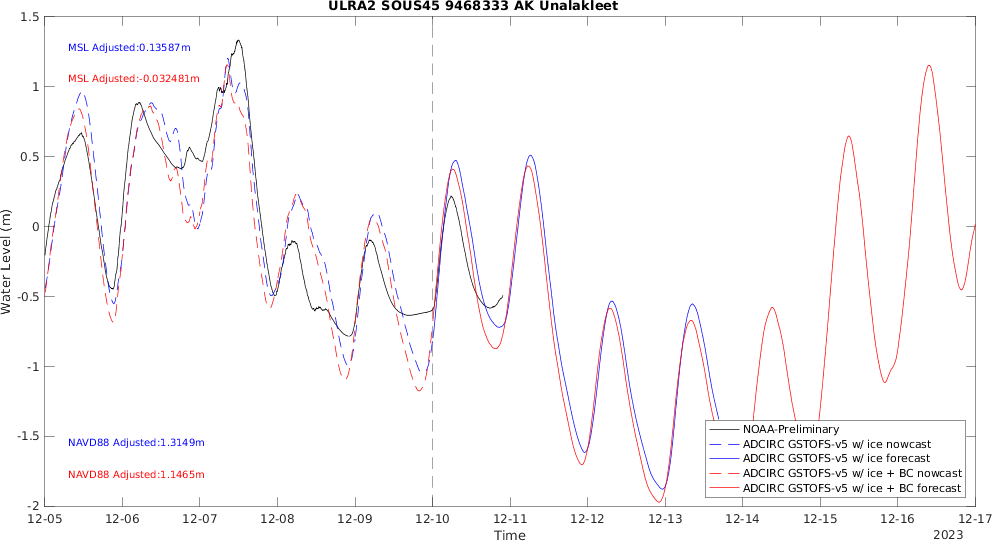 ULRA2 SOUS45 9468333 AK Unalakleet
1.5
1
0.5
0
-0.5
-1
-1.5
-2
Water Level (m)
MSL Adjusted:0.13587m
MSL Adjusted:-0.032481m
NAVD88 Adjusted:1.3149m
NAVD88 Adjusted:1.1465m
NOAA-Preliminary
ADCIRC GSTOFS-v5 w/ ice nowcast
ADCIRC GSTOFS-v5 w/ ice forecast
ADCIRC GSTOFS-v5 w/ ice + BC nowcast
ADCIRC GSTOFS-v5 w/ ice + BC forecast
12-05 12-06 12-07 12-08 12-09 12-10 12-11 12-12 12-13 12-14 12-15 12-16 12-17
Time
2023